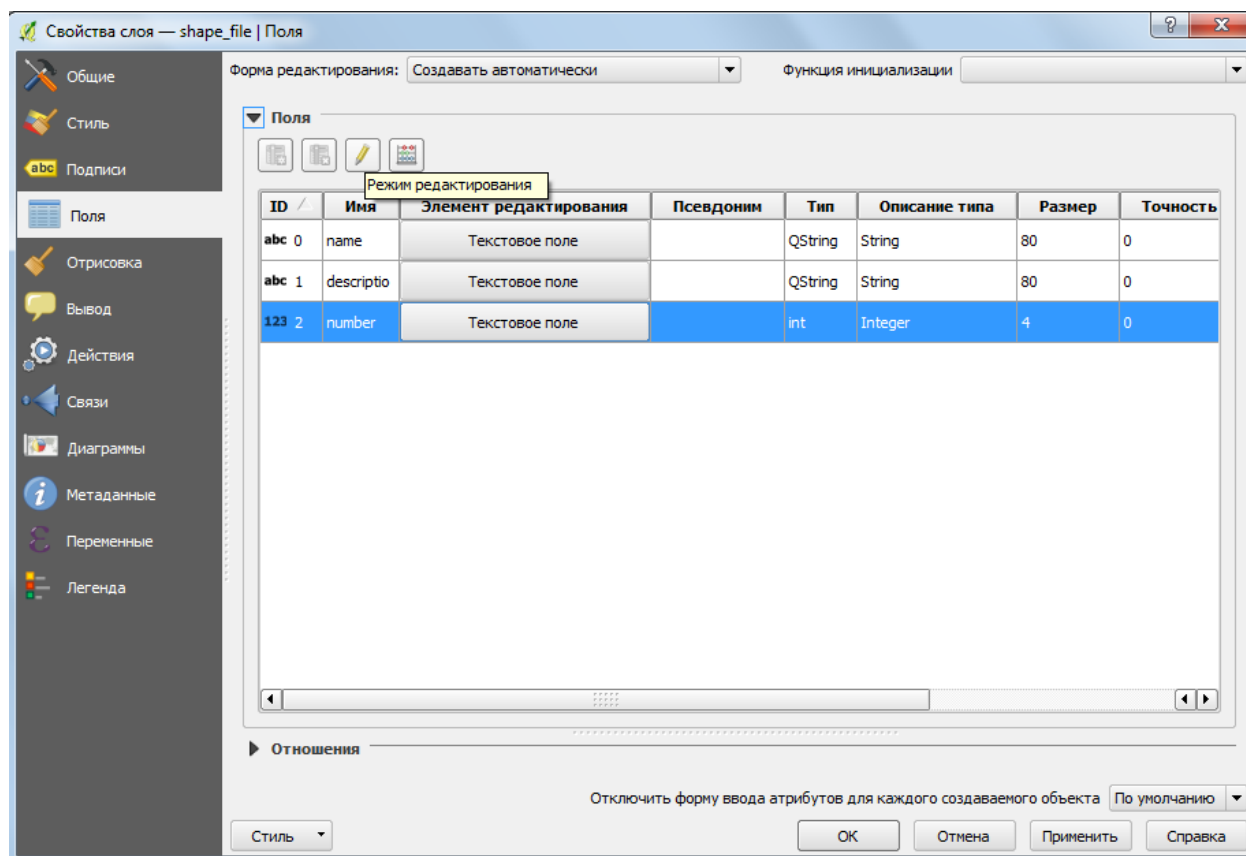 Свойства слоя — shape_file | Поля
Общие
Стиль
abc Подписи
Поля
Отрисовка
Вывод
Действия
Связи
Диаграммы
Метаданные
Переменные
Легенда
Форма редактирования: Создавать автоматически Функция инициализации
Поля
Режим редактирования
ID Имя Элемент редактирования Псевдоним Тип Описание типа Размер Точность
abc 0 name Текстовое поле QString String 80 0
abc 1 descriptio Текстовое поле QString String 80 0
123 2 number Текстовое поле int Integer 4 0
Отношения
Отключить форму ввода атрибутов для каждого создаваемого объекта По умолчанию
Стиль OK Отмена Применить Справка